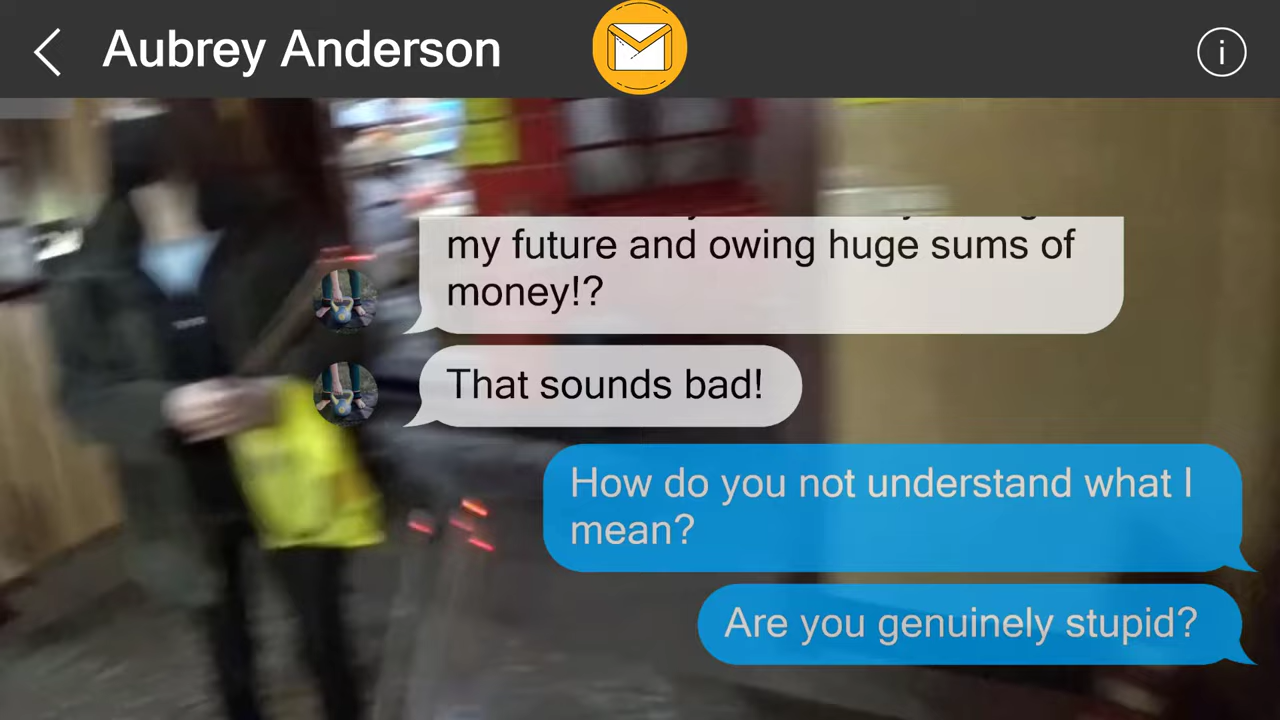 Aubrey Anderson
i
my future and owing huge sums of
money!?
That sounds bad!
How do you not understand what I
mean?
Are you genuinely stupid?